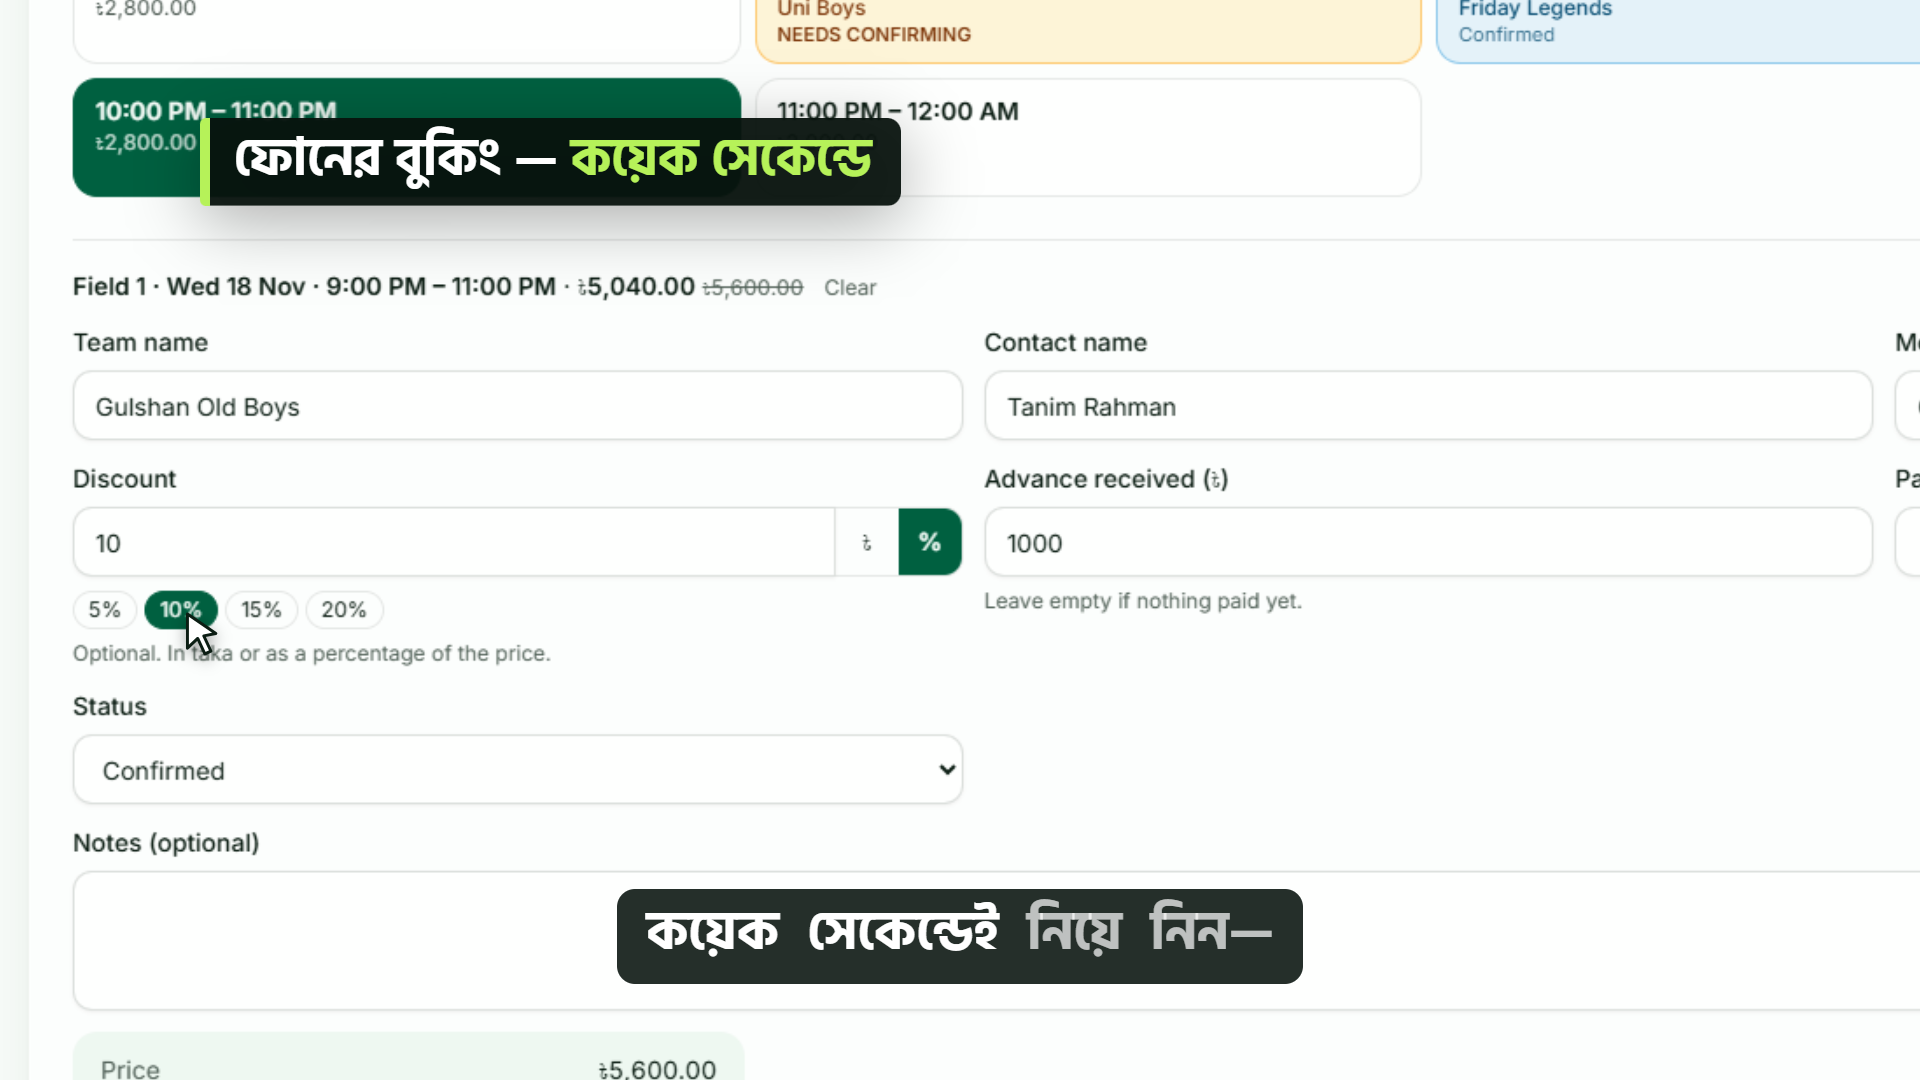 ৳2,800.00
Uni Boys
NEEDS CONFIRMING
Friday Legends
Confirmed
10:00 PM – 11:00 PM
৳2,800.00
11:00 PM – 12:00 AM
ফোনের বুকিং — কয়েক সেকেন্ডে
Field 1 · Wed 18 Nov · 9:00 PM – 11:00 PM · ৳5,040.00 ৳5,600.00 Clear
Team name
Contact name
Gulshan Old Boys
Tanim Rahman
Discount
Advance received (৳)
10
৳
%
1000
5%
10%
15%
20%
Leave empty if nothing paid yet.
Optional. In taka or as a percentage of the price.
Status
Confirmed
Notes (optional)
কয়েক সেকেন্ডেই নিয়ে নিন—
Price
৳5,600.00